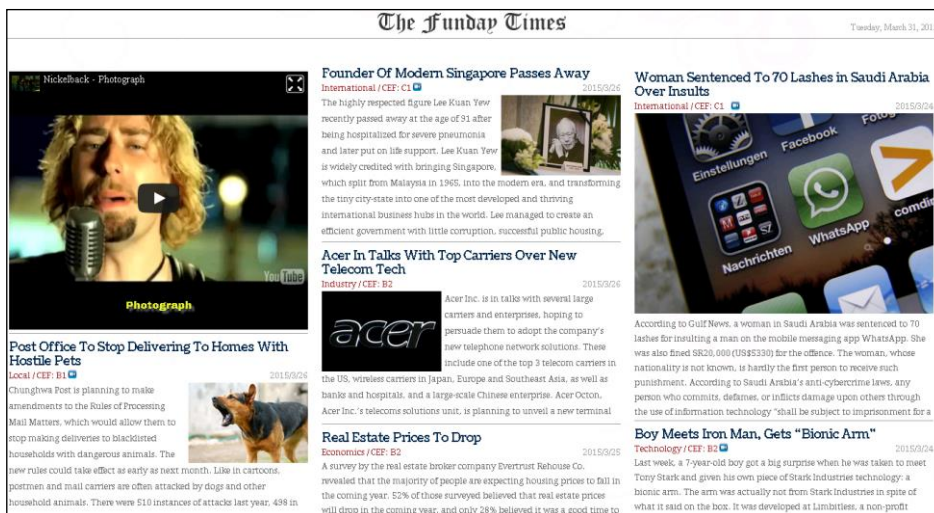 The Funday Times
Tuesday, March 31, 201
Nickelback - Photograph
YouTube
Photograph
Post Office To Stop Delivering To Homes With
Hostile Pets
Local / CEF: B1
2015/3/26
Chunghwa Post is planning to make
amendments to the Rules of Processing
Mail Matters, which would allow them to
stop making deliveries to blacklisted
households with dangerous animals. The
new rules could take effect as early as next month. Like in cartoons,
postmen and mail carriers are often attacked by dogs and other
household animals. There were 510 instances of attacks last year, 498 in
Founder Of Modern Singapore Passes Away
International / CEF: C1
2015/3/26
The highly respected figure Lee Kuan Yew
recently passed away at the age of 91 after
being hospitalized for severe pneumonia
and later put on life support. Lee Kuan Yew
is widely credited with bringing Singapore,
which split from Malaysia in 1965, into the modern era, and transforming
the tiny city-state into one of the most developed and thriving
international business hubs in the world. Lee managed to create an
efficient government with little corruption, successful public housing,
Acer In Talks With Top Carriers Over New
Telecom Tech
Industry / CEF: B2
2015/3/26
acer
Acer Inc. is in talks with several large
carriers and enterprises, hoping to
persuade them to adopt the company's
new telephone network solutions. These
include one of the top 3 telecom carriers in
the US, wireless carriers in Japan, Europe and Southeast Asia, as well as
banks and hospitals, and a large-scale Chinese enterprise. Acer Octon,
Acer Inc.'s telecoms solutions unit, is planning to unveil a new terminal
Real Estate Prices To Drop
Economics / CEF: B2
2015/3/25
A survey by the real estate broker company Evertrust Rehouse Co.
revealed that the majority of people are expecting housing prices to fall in
the coming year. 52% of those surveyed believed that real estate prices
will drop in the coming year, and only 28% believed it was a good time to
Woman Sentenced To 70 Lashes in Saudi Arabia
Over Insults
International / CEF: C1
2015/3/24
Einstellungen
Facebook
Fotog
Nachrichten
WhatsApp
comdir
According to Gulf News, a woman in Saudi Arabia was sentenced to 70
lashes for insulting a man on the mobile messaging app WhatsApp. She
was also fined SR20,000 (US$5330) for the offence. The woman, whose
nationality is not known, is hardly the first person to receive such
punishment. According to Saudi Arabia's anti-cybercrime laws, any
person who commits, defames, or inflicts damage upon others through
the use of information technology "shall be subject to imprisonment for a
Boy Meets Iron Man, Gets "Bionic Arm"
Technology / CEF: B2
2015/3/24
Last week, a 7-year-old boy got a big surprise when he was taken to meet
Tony Stark and given his own piece of Stark Industries technology: a
bionic arm. The arm was actually not from Stark Industries in spite of
what it said on the box. It was developed at Limbitless, a non-profit